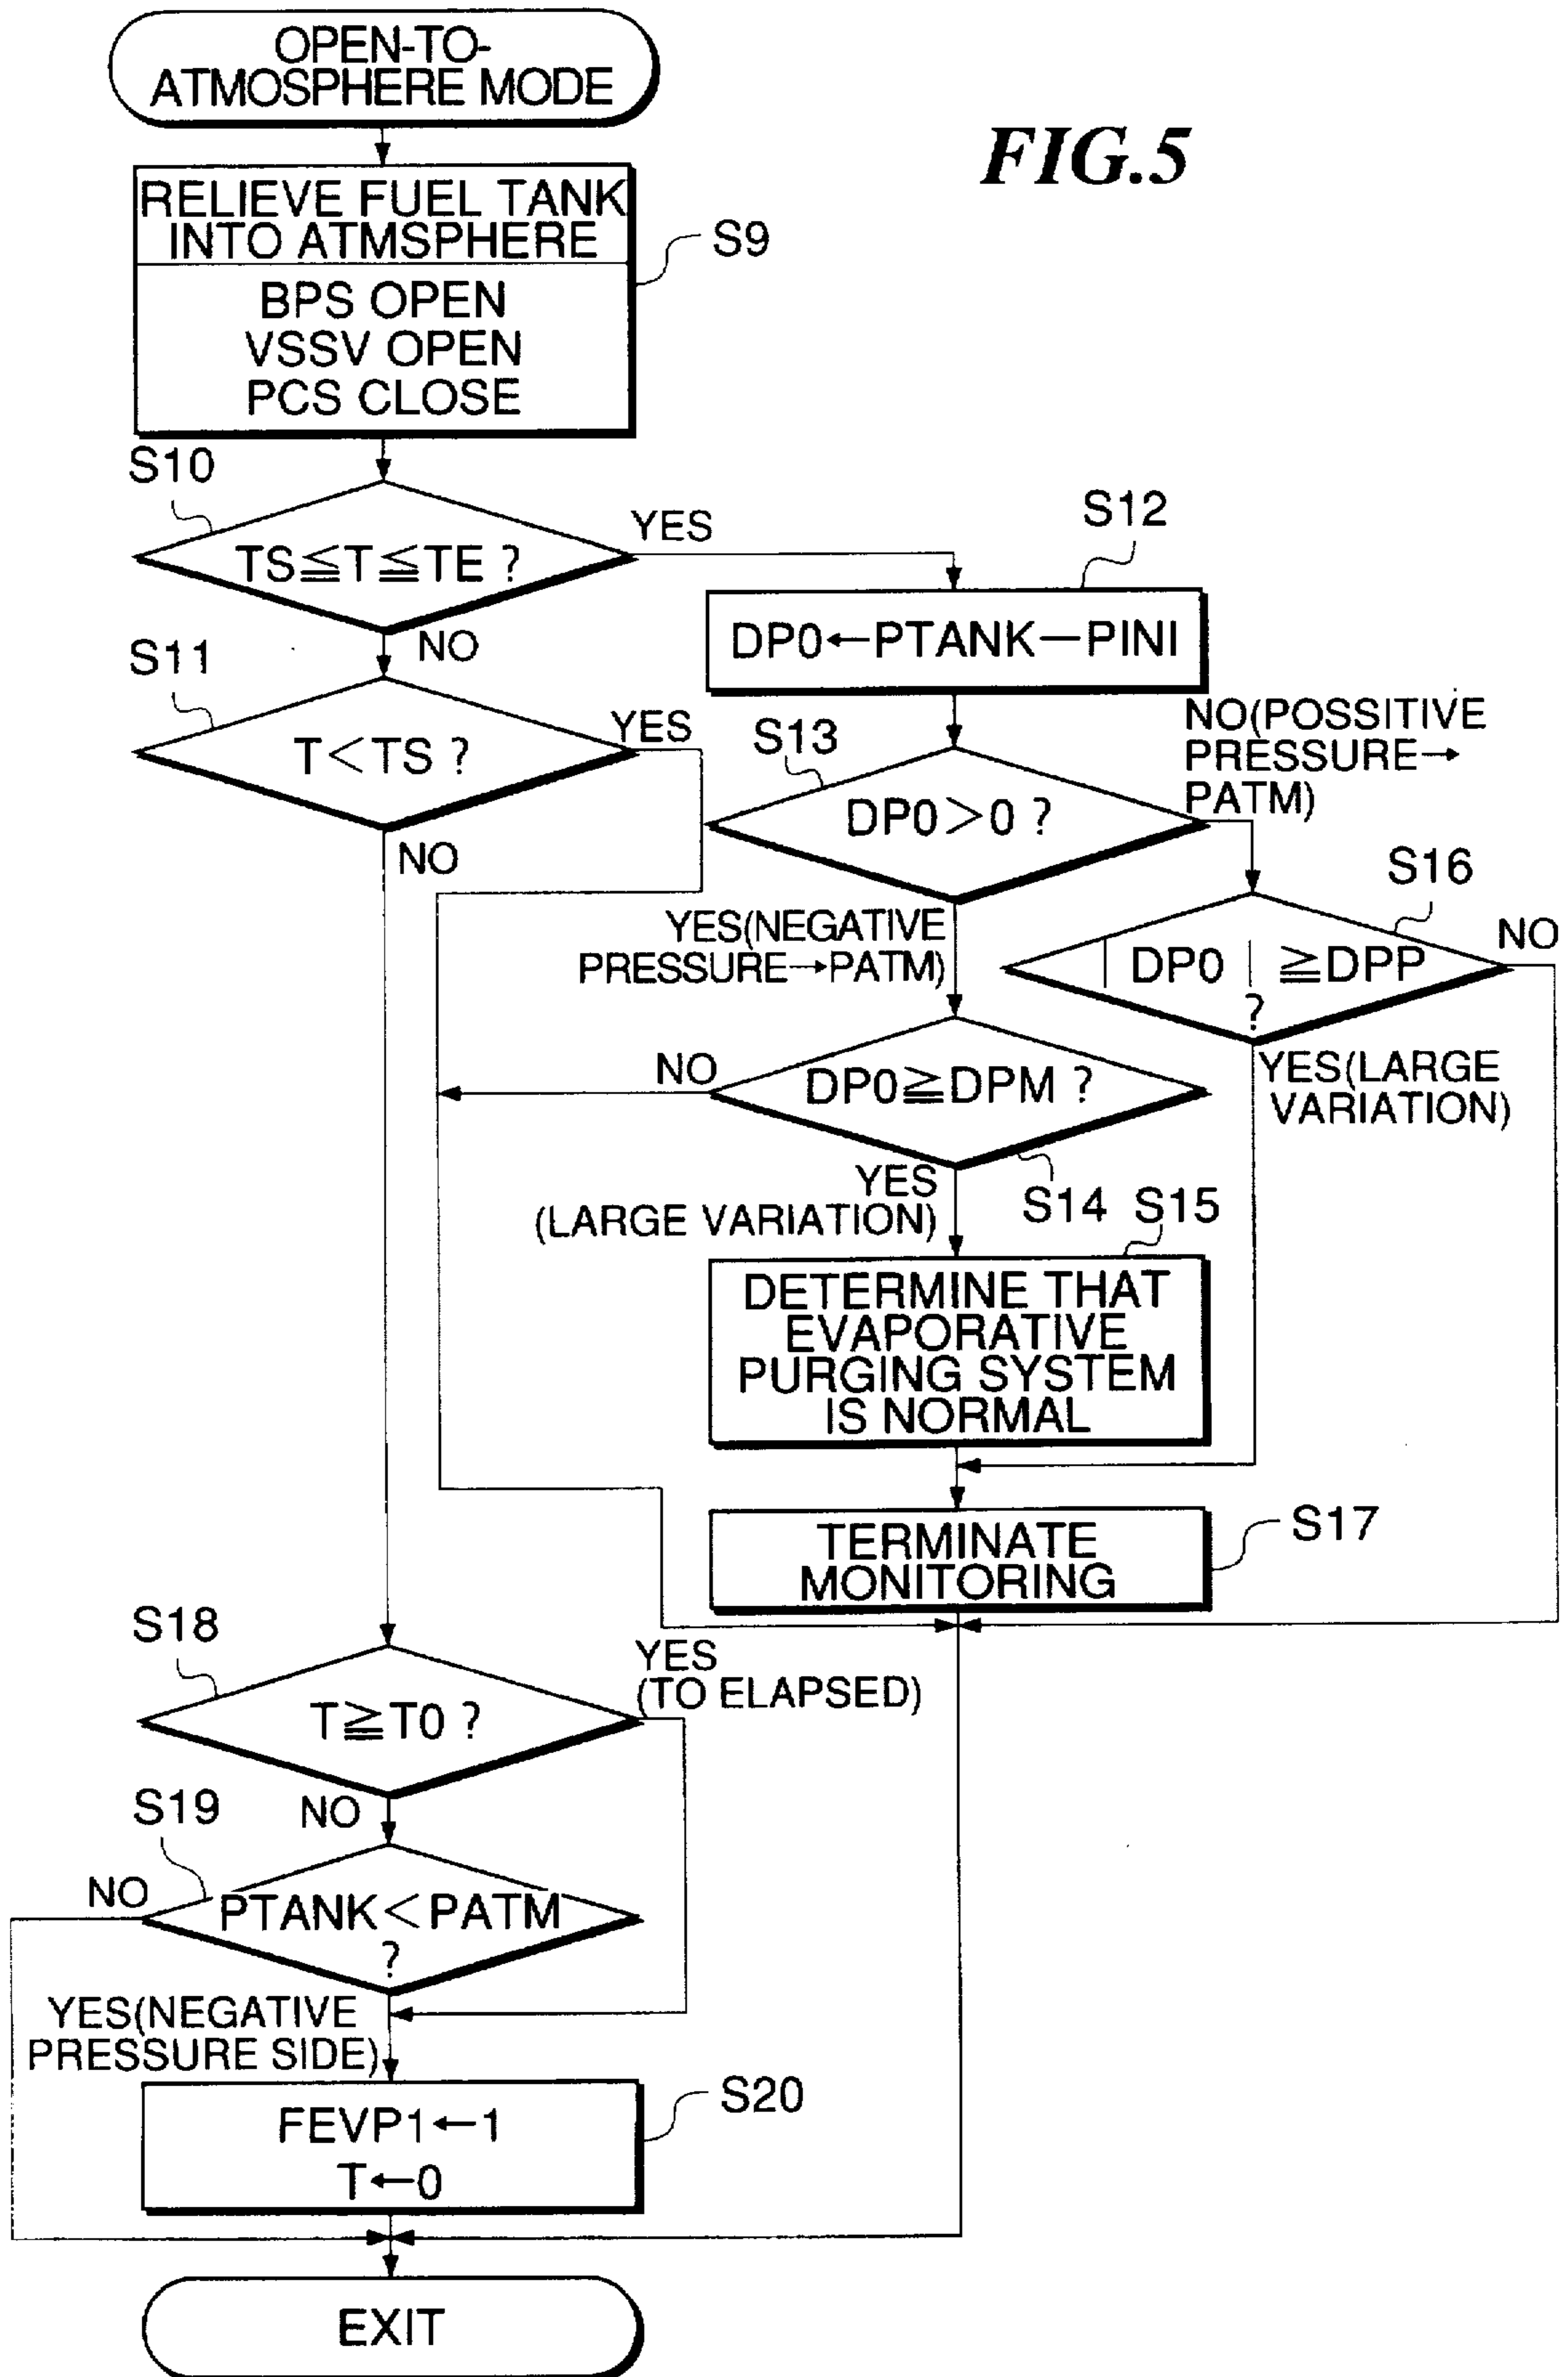 OPEN-TO-
ATMOSPHERE MODE
FIG.5
RELIEVE FUEL TANK
INTO ATMSPHERE
S9
BPS OPEN
VSSV OPEN
PCS CLOSE
S10
TS≦T≦TE ?
YES
NO
S12
DP0←PTANK—PINI
S11
T<TS ?
YES
NO
S13
DP0>0 ?
NO(POSSITIVE
PRESSURE→
PATM)
YES(NEGATIVE
PRESSURE→PATM)
S16
| DP0 | ≧DPP
?
NO
YES(LARGE
VARIATION)
DP0≧DPM ?
NO
S14
YES
(LARGE VARIATION)
S15
DETERMINE THAT
EVAPORATIVE
PURGING SYSTEM
IS NORMAL
TERMINATE
MONITORING
S17
S18
T≧T0 ?
YES
(TO ELAPSED)
NO
S19
PTANK<PATM
?
NO
YES(NEGATIVE
PRESSURE SIDE)
FEVP1←1
T←0
S20
EXIT